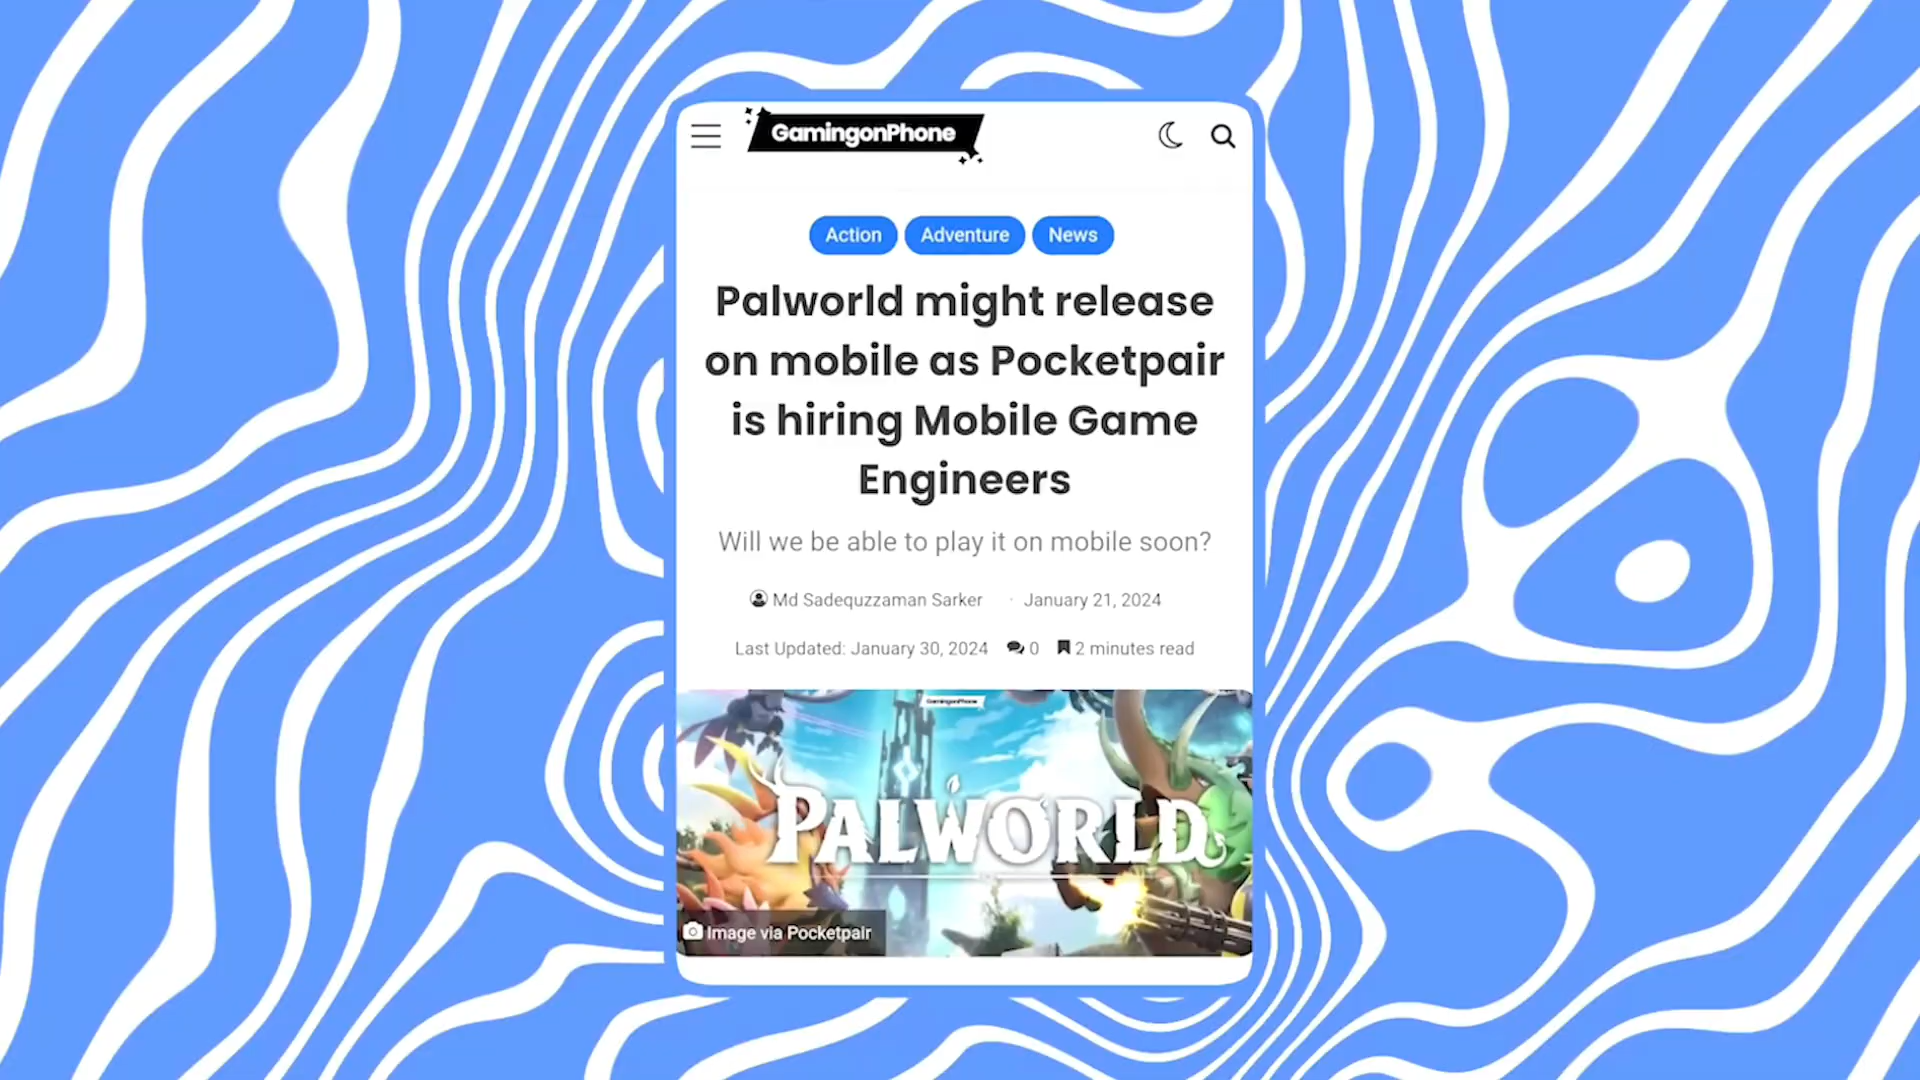 GamingonPhone
Action Adventure News
Palworld might release
on mobile as Pocketpair
is hiring Mobile Game
Engineers
Will we be able to play it on mobile soon?
Md Sadequzzaman Sarker · January 21, 2024
Last Updated: January 30, 2024 0 2 minutes read
GamingonPhone
PALWORLD
Image via Pocketpair